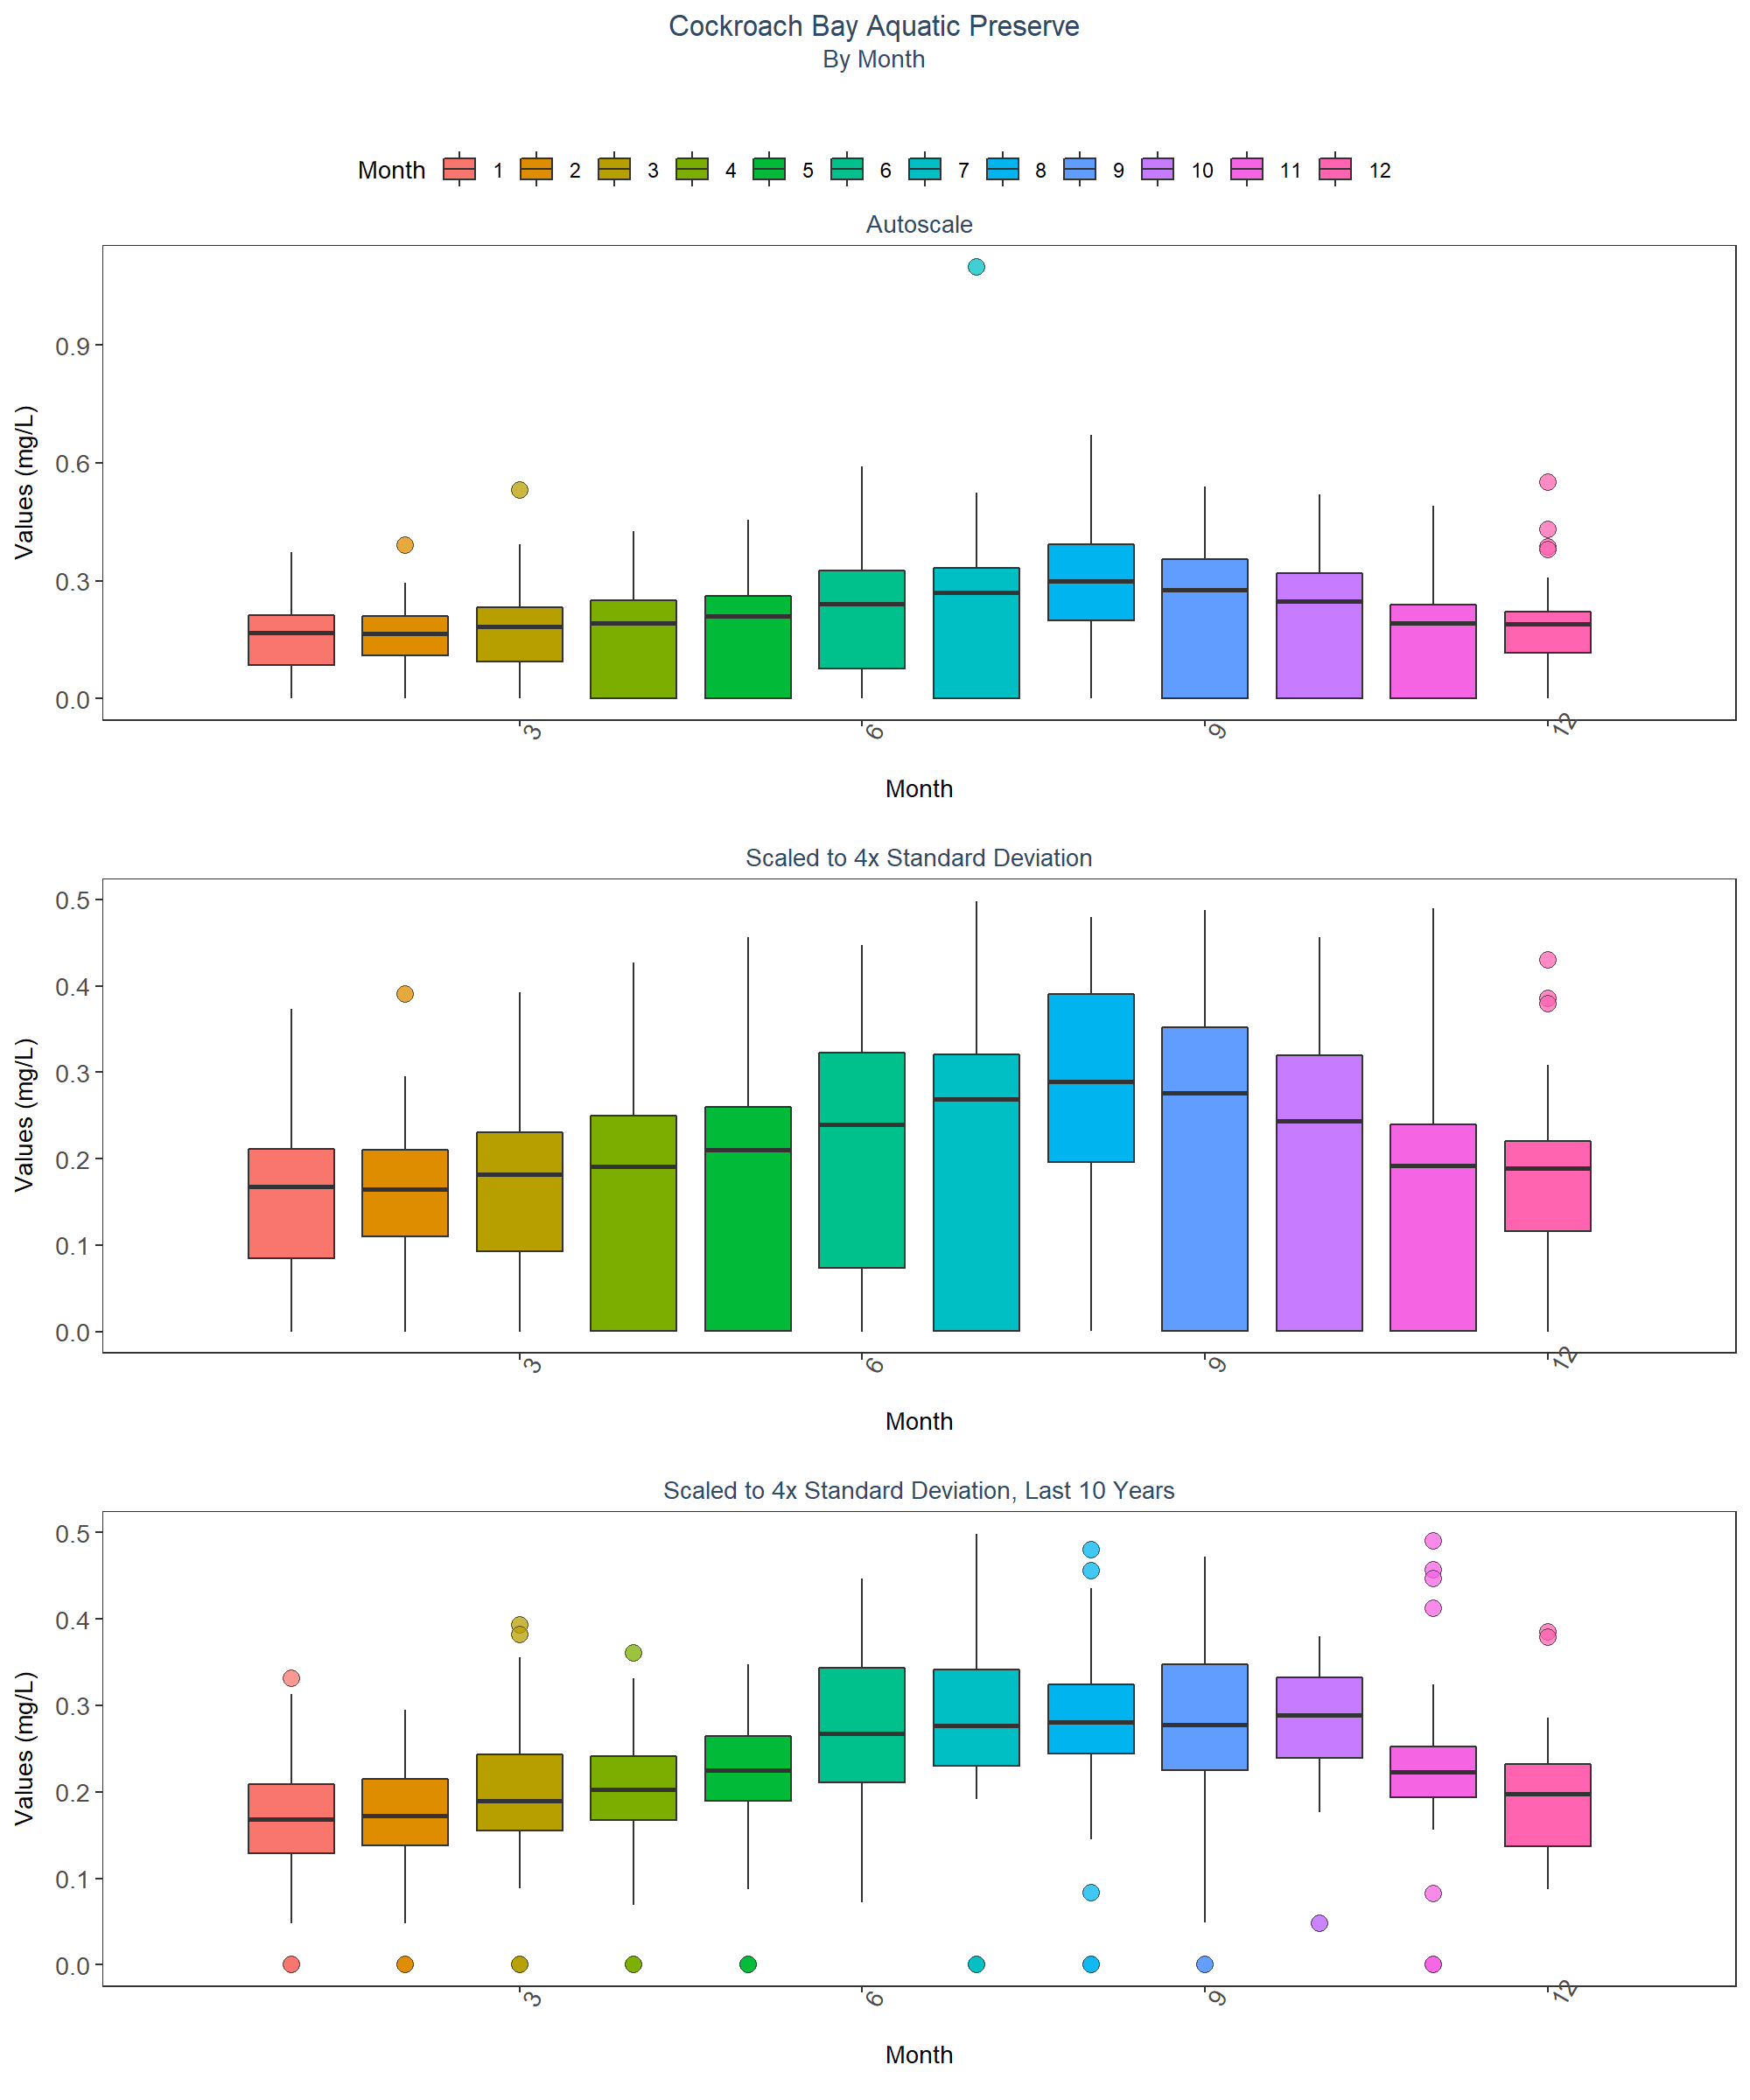 Cockroach Bay Aquatic Preserve
By Month
Month 1 2 3 4 5 6 7 8 9 10 11 12
Autoscale
Values (mg/L)
0.9
0.6
0.3
0.0
3 6 9 12
Month
Scaled to 4x Standard Deviation
Values (mg/L)
0.5
0.4
0.3
0.2
0.1
0.0
3 6 9 12
Month
Scaled to 4x Standard Deviation, Last 10 Years
Values (mg/L)
0.5
0.4
0.3
0.2
0.1
0.0
3 6 9 12
Month